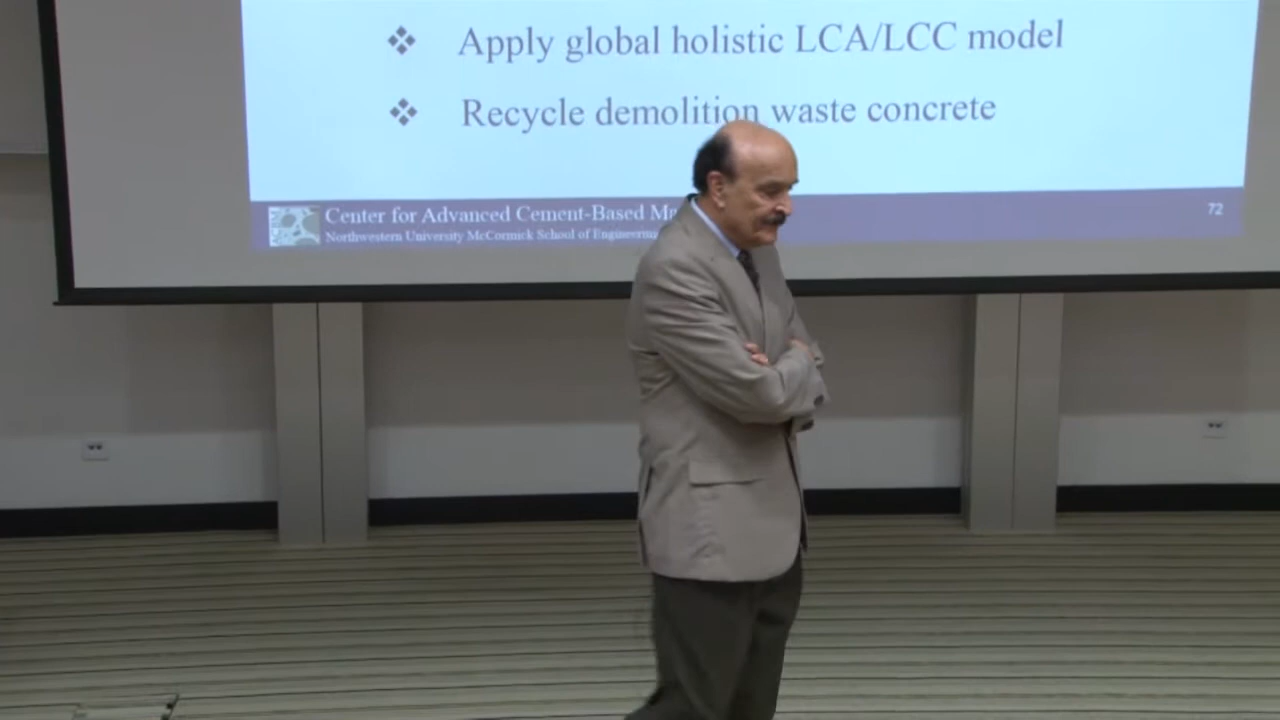 Apply global holistic LCA/LCC model
Recycle demolition waste concrete
Center for Advanced Cement-Based
Northwestern University McCormick School of Engineering
72